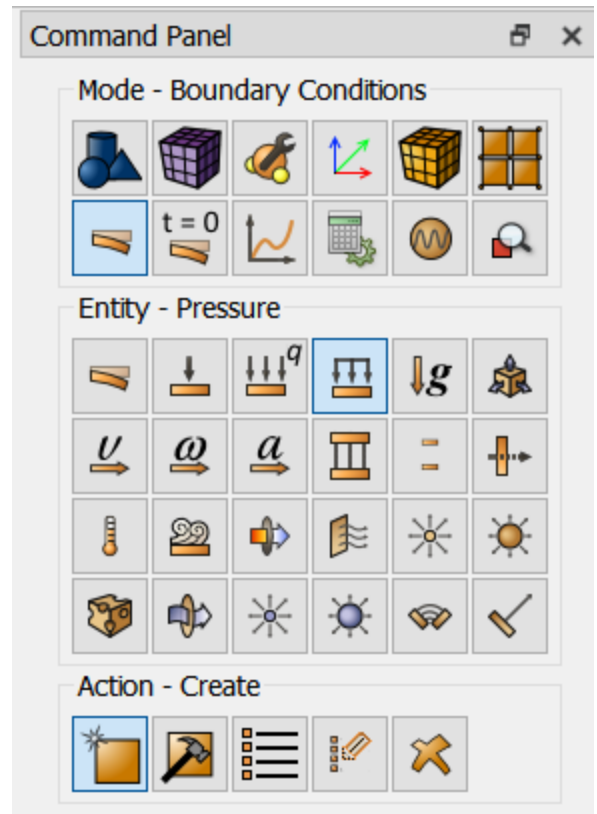 Command Panel
Mode - Boundary Conditions
t = 0
Entity - Pressure
q
g
υ
ω
a
Action - Create